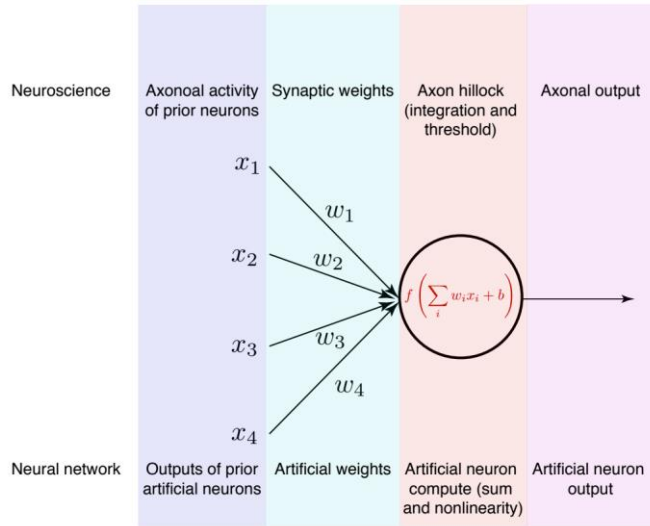 Neuroscience
Axonoal activity
of prior neurons
Synaptic weights
Axon hillock
(integration and
threshold)
Axonal output
x₁
w₁
x₂
w₂
f(∑ᵢ wᵢxᵢ + b)
x₃
w₃
w₄
x₄
Neural network
Outputs of prior
artificial neurons
Artificial weights
Artificial neuron
compute (sum
and nonlinearity)
Artificial neuron
output